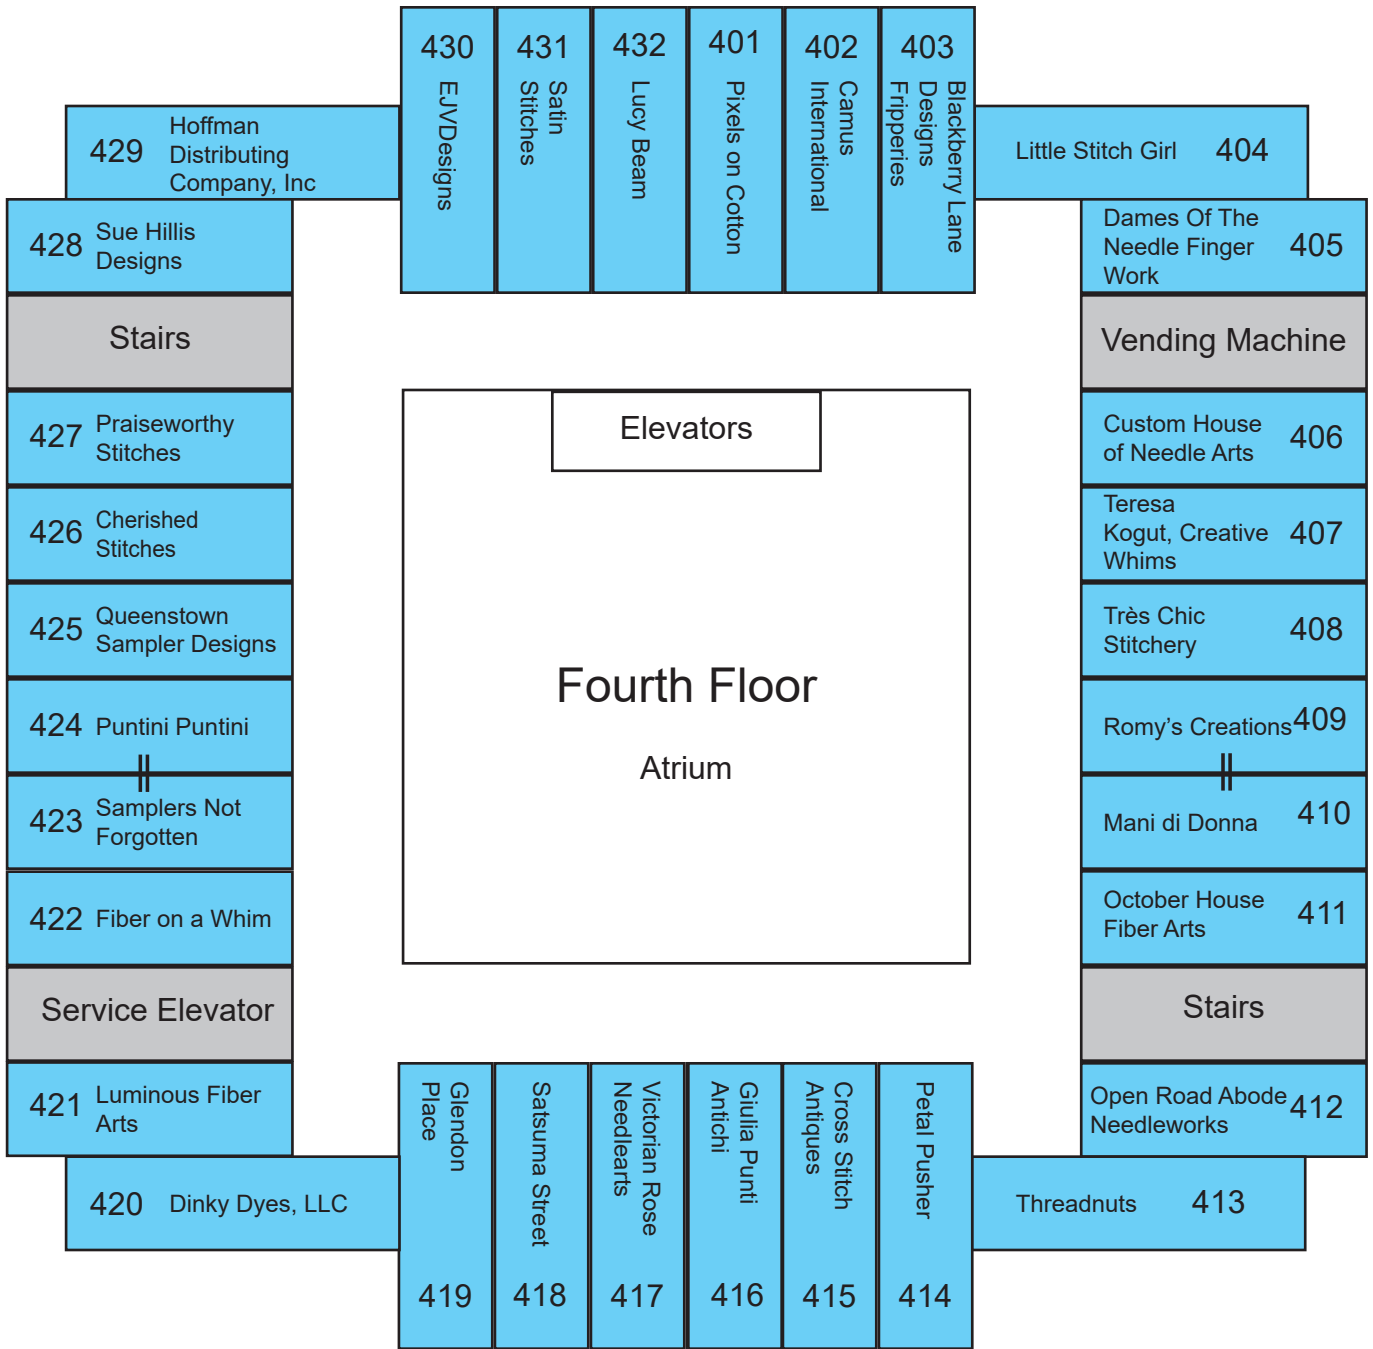 430
EJVDesigns
431
Satin
Stitches
432
Lucy Beam
401
Pixels on Cotton
402
Camus
International
403
Blackberry Lane
Designs
Fripperies
429
Hoffman
Distributing
Company, Inc
Little Stitch Girl 404
428
Sue Hillis
Designs
Dames Of The
Needle Finger
Work
405
Stairs
Vending Machine
Elevators
427
Praiseworthy
Stitches
Custom House
of Needle Arts
406
426
Cherished
Stitches
Teresa
Kogut, Creative
Whims
407
425
Queenstown
Sampler Designs
Très Chic
Stitchery
408
Fourth Floor
Atrium
424 Puntini Puntini
Romy's Creations 409
423
Samplers Not
Forgotten
Mani di Donna 410
422 Fiber on a Whim
October House
Fiber Arts
411
Service Elevator
Stairs
421
Luminous Fiber
Arts
Open Road Abode
Needleworks
412
420 Dinky Dyes, LLC
Glendon
Place
419
Satsuma Street
418
Victorian Rose
Needlearts
417
Giulia Punti
Antichi
416
Cross Stitch
Antiques
415
Petal Pusher
414
Threadnuts 413